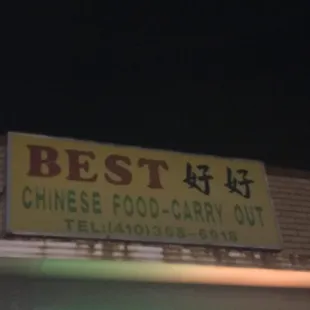 BEST 好好
CHINESE FOOD-CARRY OUT
TEL:(410)